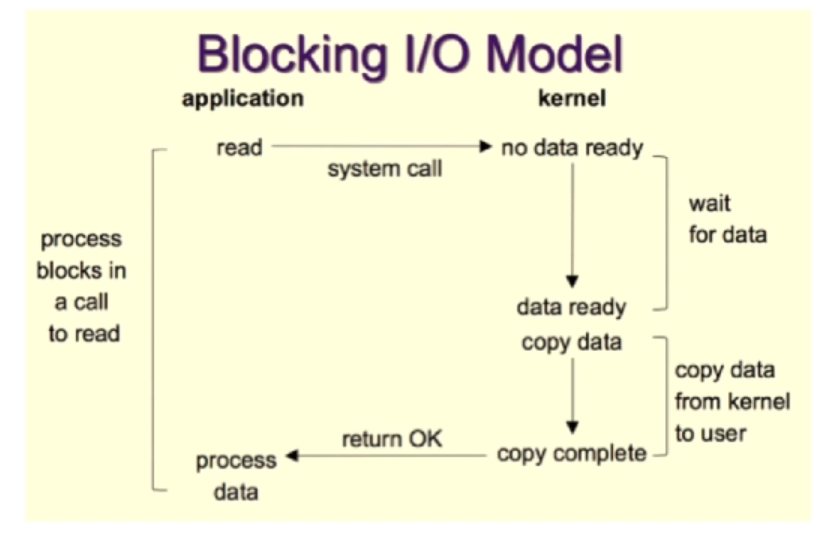 Blocking I/O Model
application
kernel
read
system call
no data ready
wait
for data
process
blocks in
a call
to read
data ready
copy data
copy data
from kernel
to user
return OK
copy complete
process
data